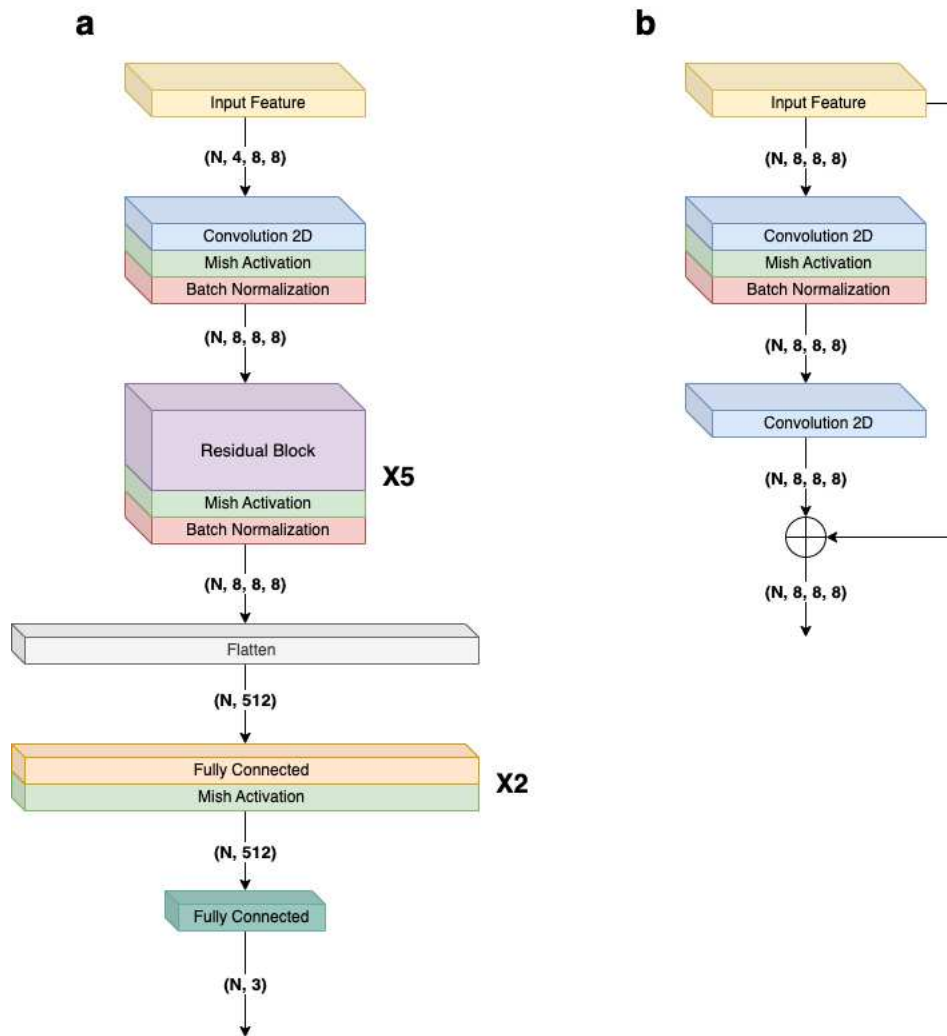 a
Input Feature
(N, 4, 8, 8)
Convolution 2D
Mish Activation
Batch Normalization
(N, 8, 8, 8)
Residual Block
X5
Mish Activation
Batch Normalization
(N, 8, 8, 8)
Flatten
(N, 512)
Fully Connected
X2
Mish Activation
(N, 512)
Fully Connected
(N, 3)
b
Input Feature
(N, 8, 8, 8)
Convolution 2D
Mish Activation
Batch Normalization
(N, 8, 8, 8)
Convolution 2D
(N, 8, 8, 8)
(N, 8, 8, 8)